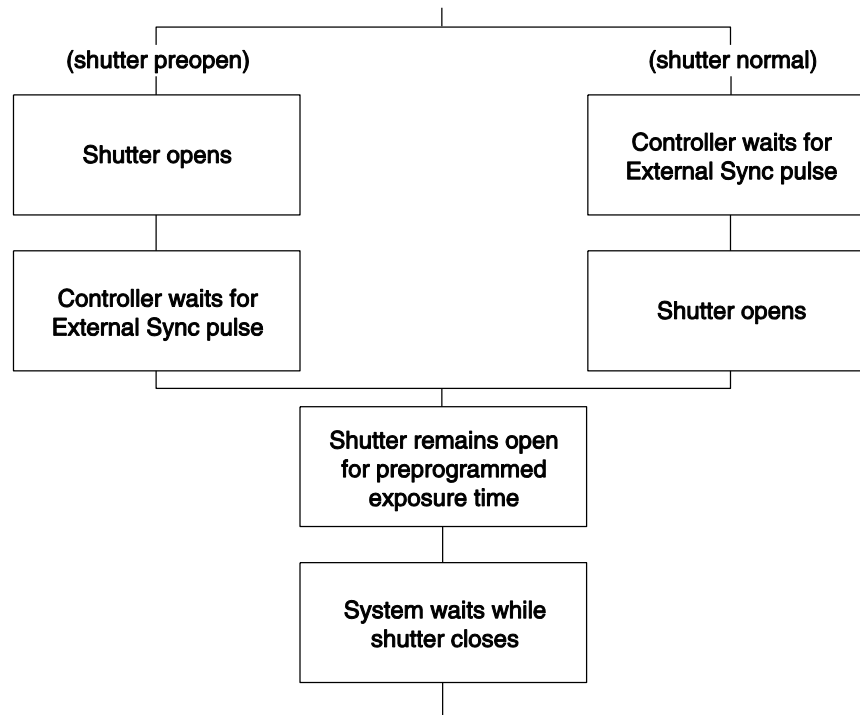 (shutter preopen)
(shutter normal)
Shutter opens
Controller waits for
External Sync pulse
Controller waits for
External Sync pulse
Shutter opens
Shutter remains open
for preprogrammed
exposure time
System waits while
shutter closes